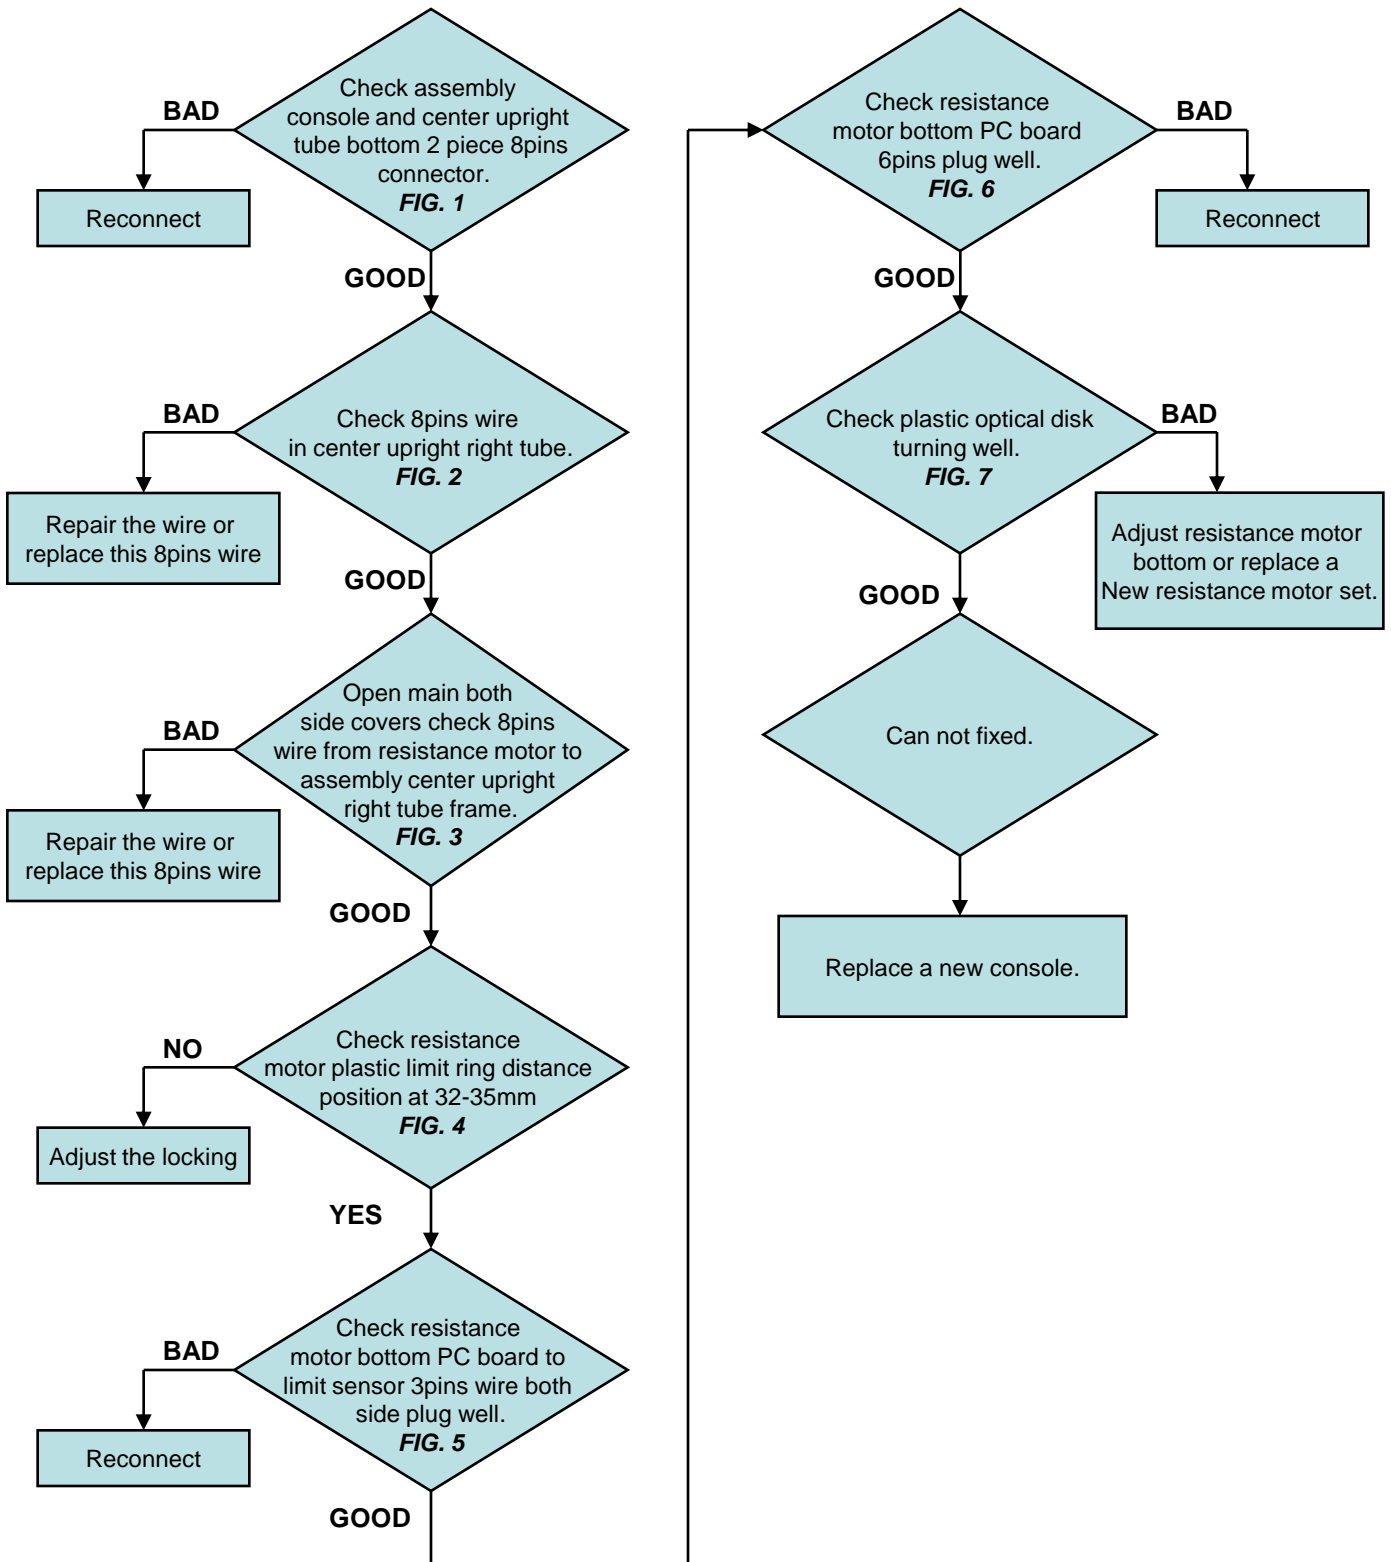 Check assembly
console and center upright
tube bottom 2 piece 8pins
connector.
FIG. 1
BAD
Reconnect
GOOD
Check 8pins wire
in center upright right tube.
FIG. 2
BAD
Repair the wire or
replace this 8pins wire
GOOD
Open main both
side covers check 8pins
wire from resistance motor to
assembly center upright
right tube frame.
FIG. 3
BAD
Repair the wire or
replace this 8pins wire
GOOD
Check resistance
motor plastic limit ring distance
position at 32-35mm
FIG. 4
NO
Adjust the locking
YES
Check resistance
motor bottom PC board to
limit sensor 3pins wire both
side plug well.
FIG. 5
BAD
Reconnect
GOOD
Check resistance
motor bottom PC board
6pins plug well.
FIG. 6
BAD
Reconnect
GOOD
Check plastic optical disk
turning well.
FIG. 7
BAD
Adjust resistance motor
bottom or replace a
New resistance motor set.
GOOD
Can not fixed.
Replace a new console.